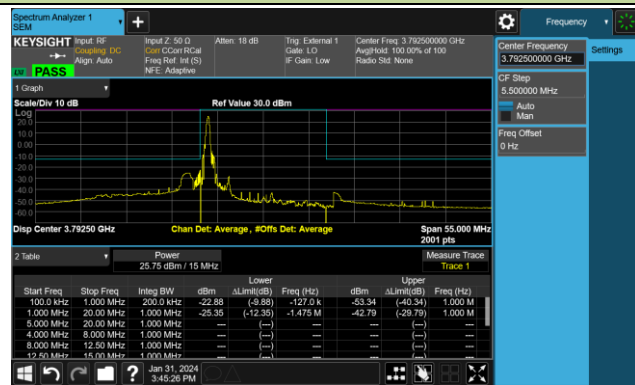 Spectrum Analyzer 1
SEM
Frequency
KEYSIGHT
Input: RF
Coupling: DC
Align: Auto
Input Z: 50 Ω
Corr CCorr RCal
Freq Ref: Int (S)
NFE: Adaptive
Atten: 18 dB
Trig: External 1
Gate: LO
IF Gain: Low
Center Freq: 3.792500000 GHz
Avg|Hold: 100.00% of 100
Radio Std: None
PASS
Center Frequency
3.792500000 GHz
Settings
CF Step
5.500000 MHz
Auto
Man
Freq Offset
0 Hz
1 Graph
Scale/Div 10 dB
Ref Value 30.0 dBm
Log
20.0
10.0
0.00
-10.0
-20.0
-30.0
-40.0
-50.0
-60.0
Disp Center 3.79250 GHz
Chan Det: Average, #Offs Det: Average
Span 55.000 MHz
2001 pts
2 Table
Power
25.75 dBm / 15 MHz
Measure Trace
Trace 1
Lower Upper
Start Freq Stop Freq Integ BW dBm ΔLimit(dB) Freq (Hz) dBm ΔLimit(dB) Freq (Hz)
100.0 kHz 1.000 MHz 200.0 kHz -22.88 (-9.88) -127.0 k -53.34 (-40.34) 1.000 M
1.000 MHz 20.00 MHz 1.000 MHz -25.35 (-12.35) -1.475 M -42.79 (-29.79) 1.000 M
5.000 MHz 20.00 MHz 1.000 MHz --- (---) --- --- (---) ---
4.000 MHz 8.000 MHz 1.000 MHz --- (---) --- --- (---) ---
8.000 MHz 12.50 MHz 1.000 MHz --- (---) --- --- (---) ---
12.50 MHz 15.00 MHz 1.000 MHz --- (---) --- --- (---) ---
Jan 31, 2024
3:45:26 PM